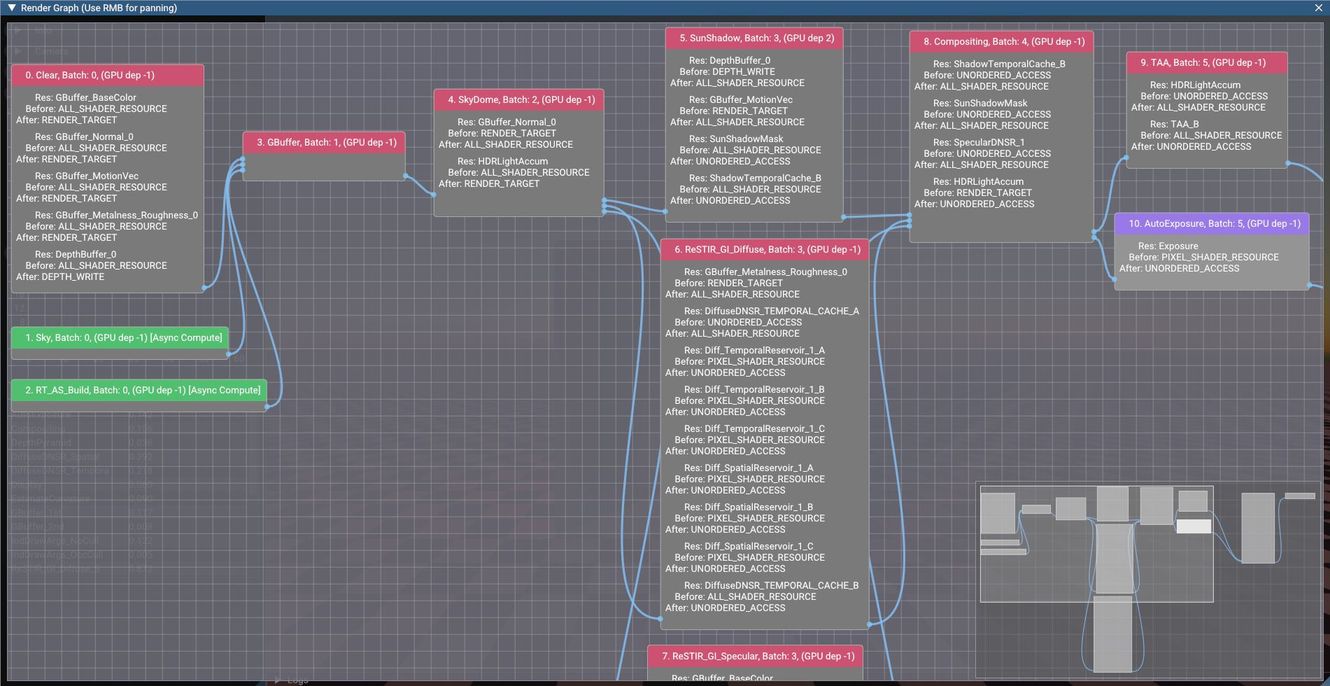 Render Graph (Use RMB for panning)
0. Clear, Batch: 0, (GPU dep -1)
Res: GBuffer_BaseColor
Before: ALL_SHADER_RESOURCE
After: RENDER_TARGET
Res: GBuffer_Normal_0
Before: ALL_SHADER_RESOURCE
After: RENDER_TARGET
Res: GBuffer_MotionVec
Before: ALL_SHADER_RESOURCE
After: RENDER_TARGET
Res: GBuffer_Metalness_Roughness_0
Before: ALL_SHADER_RESOURCE
After: RENDER_TARGET
Res: DepthBuffer_0
Before: ALL_SHADER_RESOURCE
After: DEPTH_WRITE
1. Sky, Batch: 0, (GPU dep -1) [Async Compute]
2. RT_AS_Build, Batch: 0, (GPU dep -1) [Async Compute]
3. GBuffer, Batch: 1, (GPU dep -1)
4. SkyDome, Batch: 2, (GPU dep -1)
Res: GBuffer_Normal_0
Before: RENDER_TARGET
After: ALL_SHADER_RESOURCE
Res: HDRLightAccum
Before: ALL_SHADER_RESOURCE
After: RENDER_TARGET
5. SunShadow, Batch: 3, (GPU dep 2)
Res: DepthBuffer_0
Before: DEPTH_WRITE
After: ALL_SHADER_RESOURCE
Res: GBuffer_MotionVec
Before: RENDER_TARGET
After: ALL_SHADER_RESOURCE
Res: SunShadowMask
Before: ALL_SHADER_RESOURCE
After: UNORDERED_ACCESS
Res: ShadowTemporalCache_B
Before: ALL_SHADER_RESOURCE
After: UNORDERED_ACCESS
6. ReSTIR_GI_Diffuse, Batch: 3, (GPU dep -1)
Res: GBuffer_Metalness_Roughness_0
Before: RENDER_TARGET
After: ALL_SHADER_RESOURCE
Res: DiffuseDNSR_TEMPORAL_CACHE_A
Before: UNORDERED_ACCESS
After: ALL_SHADER_RESOURCE
Res: Diff_TemporalReservoir_1_A
Before: PIXEL_SHADER_RESOURCE
After: UNORDERED_ACCESS
Res: Diff_TemporalReservoir_1_B
Before: PIXEL_SHADER_RESOURCE
After: UNORDERED_ACCESS
Res: Diff_TemporalReservoir_1_C
Before: PIXEL_SHADER_RESOURCE
After: UNORDERED_ACCESS
Res: Diff_SpatialReservoir_1_A
Before: PIXEL_SHADER_RESOURCE
After: UNORDERED_ACCESS
Res: Diff_SpatialReservoir_1_B
Before: PIXEL_SHADER_RESOURCE
After: UNORDERED_ACCESS
Res: Diff_SpatialReservoir_1_C
Before: PIXEL_SHADER_RESOURCE
After: UNORDERED_ACCESS
Res: DiffuseDNSR_TEMPORAL_CACHE_B
Before: ALL_SHADER_RESOURCE
After: UNORDERED_ACCESS
7. ReSTIR_GI_Specular, Batch: 3, (GPU dep -1)
Res: GBuffer_BaseColor
8. Compositing, Batch: 4, (GPU dep -1)
Res: ShadowTemporalCache_B
Before: UNORDERED_ACCESS
After: ALL_SHADER_RESOURCE
Res: SunShadowMask
Before: UNORDERED_ACCESS
After: ALL_SHADER_RESOURCE
Res: SpecularDNSR_1
Before: UNORDERED_ACCESS
After: ALL_SHADER_RESOURCE
Res: HDRLightAccum
Before: RENDER_TARGET
After: UNORDERED_ACCESS
9. TAA, Batch: 5, (GPU dep -1)
Res: HDRLightAccum
Before: UNORDERED_ACCESS
After: ALL_SHADER_RESOURCE
Res: TAA_B
Before: ALL_SHADER_RESOURCE
After: UNORDERED_ACCESS
10. AutoExposure, Batch: 5, (GPU dep -1)
Res: Exposure
Before: PIXEL_SHADER_RESOURCE
After: UNORDERED_ACCESS
Logs